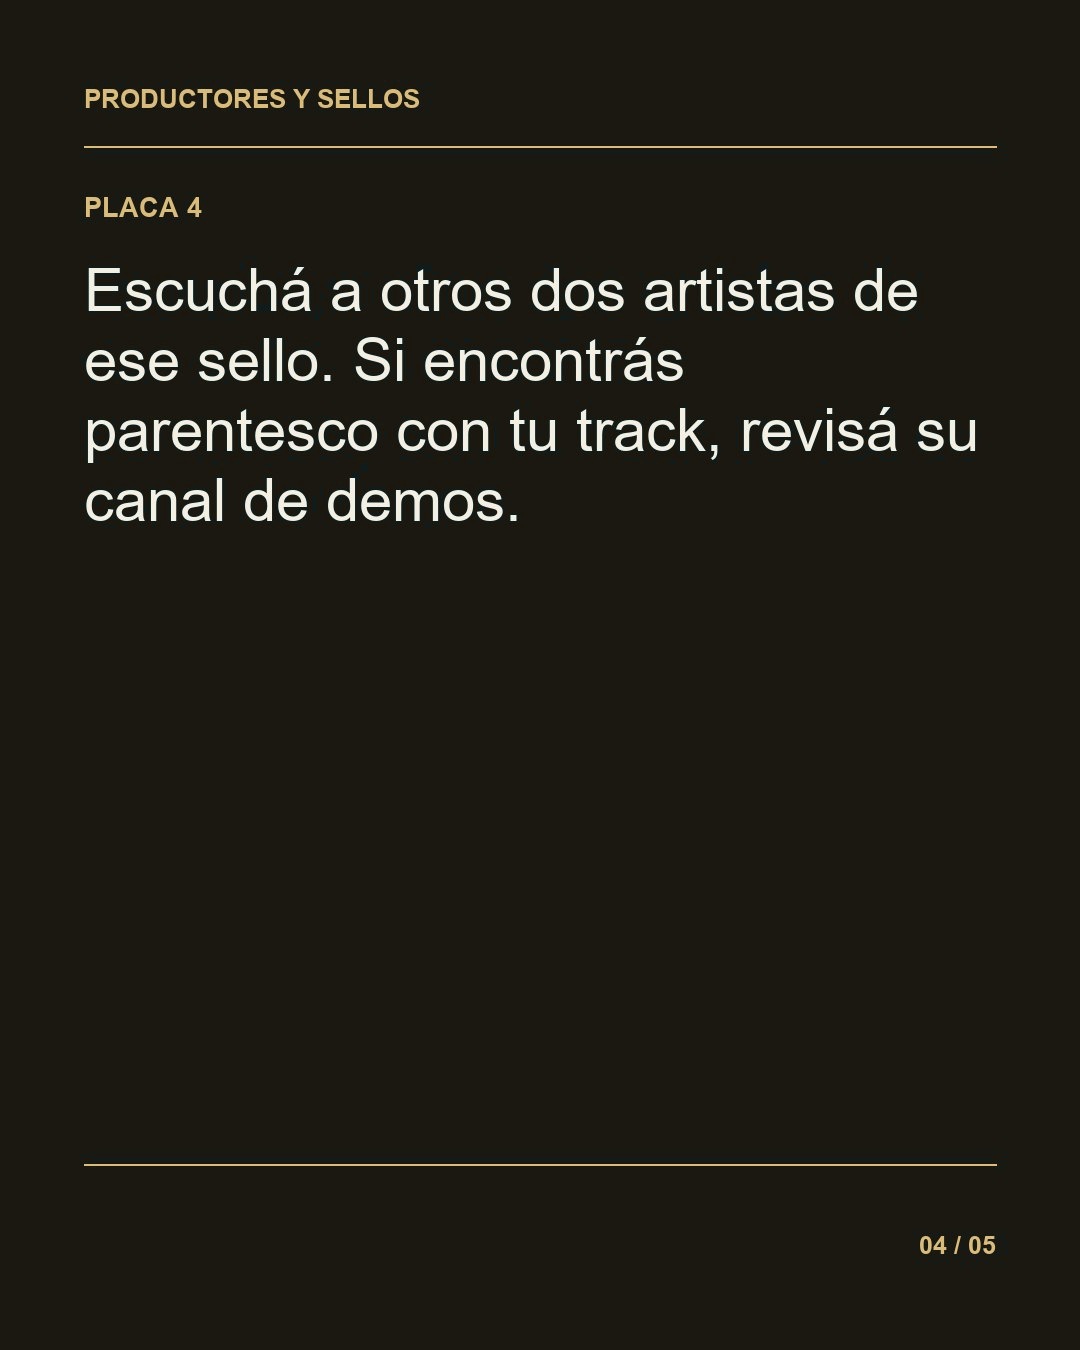 PRODUCTORES Y SELLOS
PLACA 4
Escuchá a otros dos artistas de
ese sello. Si encontrás
parentesco con tu track, revisá su
canal de demos.
04 / 05